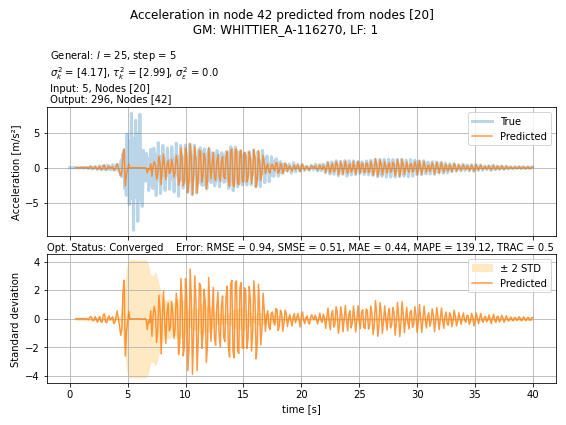 Acceleration in node 42 predicted from nodes [20]
GM: WHITTIER_A-116270, LF: 1
General: l = 25, step = 5
σ²ₖ = [4.17], τ²ₖ = [2.99], σ²ε = 0.0
Input: 5, Nodes [20]
Output: 296, Nodes [42]
Acceleration [m/s²]
5
0
−5
True
Predicted
Opt. Status: Converged Error: RMSE = 0.94, SMSE = 0.51, MAE = 0.44, MAPE = 139.12, TRAC = 0.5
Standard deviation
4
2
0
−2
−4
± 2 STD
Predicted
0 5 10 15 20 25 30 35 40
time [s]